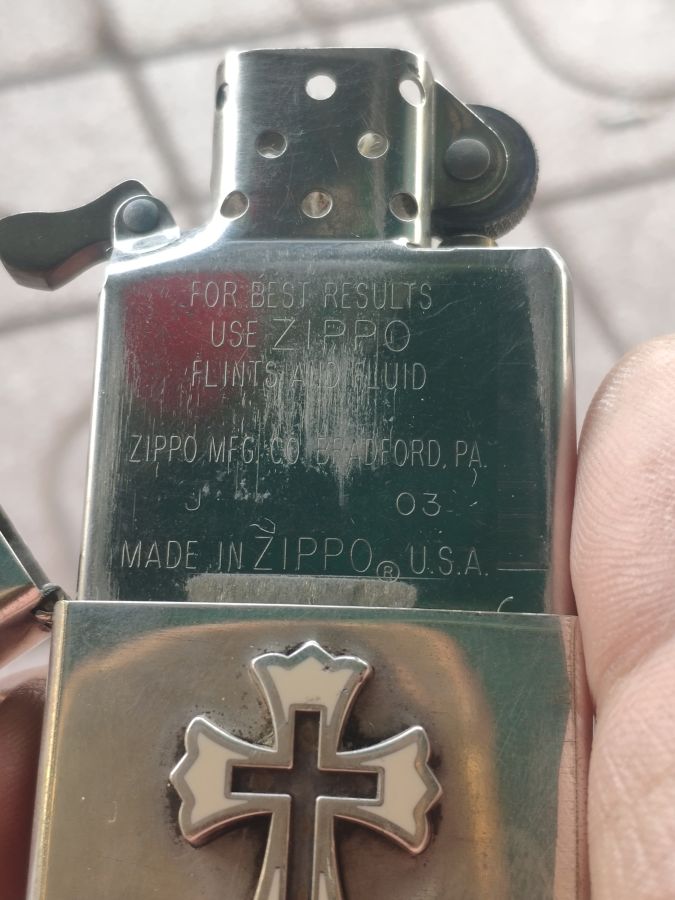 FOR BEST RESULTS
USE ZIPPO
FLINTS AND FLUID
ZIPPO MFG. CO. BRADFORD, PA.
J 03
MADE IN ZIPPO ® U.S.A.